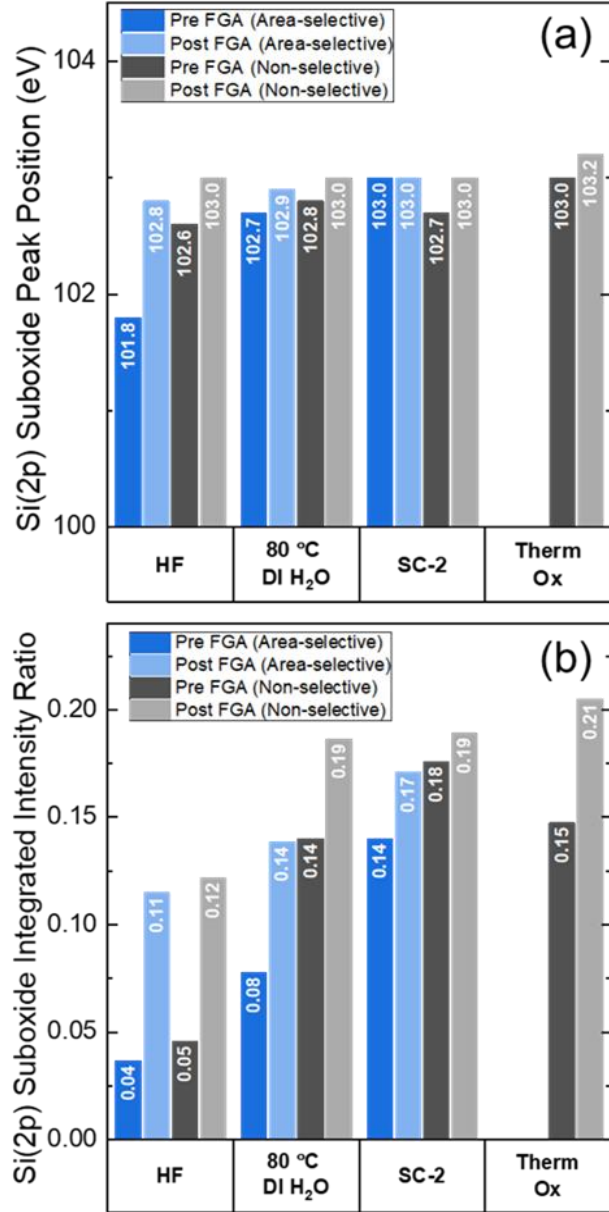 (a)
Pre FGA (Area-selective)
Post FGA (Area-selective)
Pre FGA (Non-selective)
Post FGA (Non-selective)
Si(2p) Suboxide Peak Position (eV)
104
102
100
101.8
102.8
102.6
103.0
102.7
102.9
102.8
103.0
103.0
103.0
102.7
103.0
103.0
103.2
HF
80 °C
DI H₂O
SC-2
Therm
Ox
(b)
Pre FGA (Area-selective)
Post FGA (Area-selective)
Pre FGA (Non-selective)
Post FGA (Non-selective)
Si(2p) Suboxide Integrated Intensity Ratio
0.20
0.15
0.10
0.05
0.00
0.04
0.11
0.05
0.12
0.08
0.14
0.14
0.19
0.14
0.17
0.18
0.19
0.15
0.21
HF
80 °C
DI H₂O
SC-2
Therm
Ox